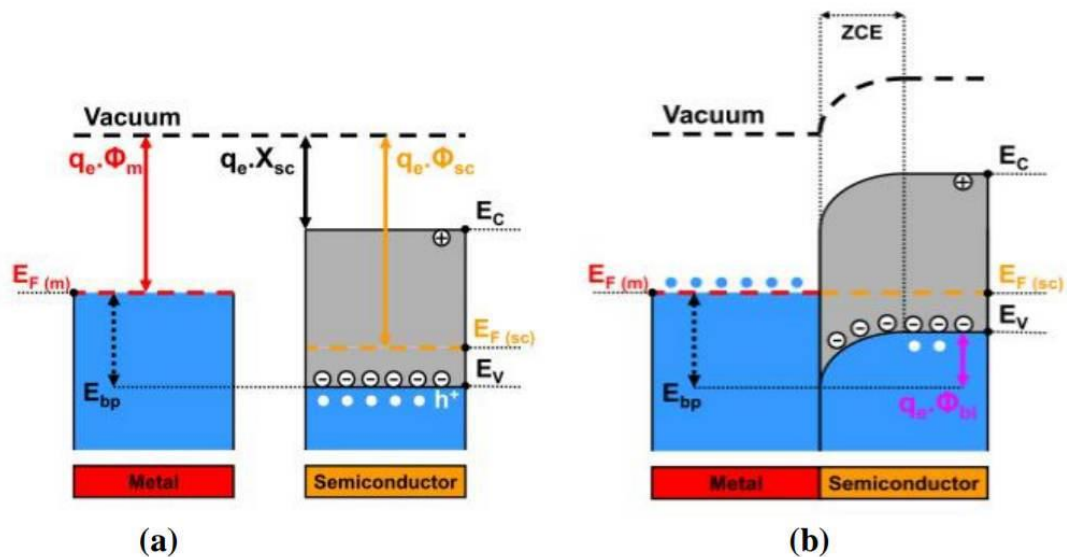 Vacuum
qe.Φm
qe.Xsc
qe.Φsc
EC
EF (m)
EF (sc)
EV
Ebp
h+
Metal
Semiconductor
(a)
ZCE
Vacuum
EC
EF (m)
EF (sc)
EV
Ebp
qe.Φbi
Metal
Semiconductor
(b)